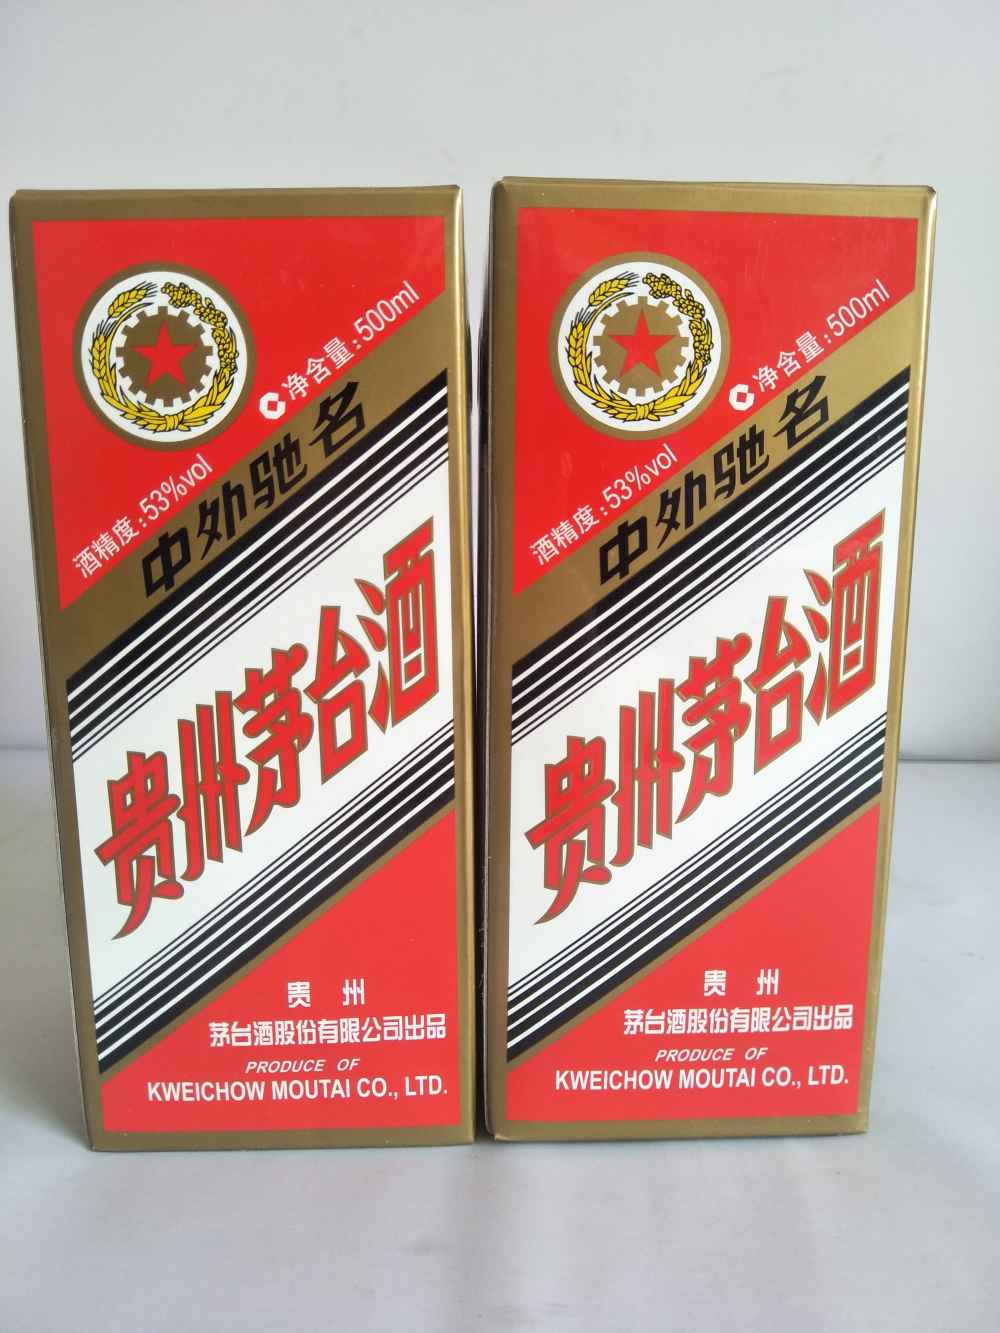 净含量:500ml
酒精度:53%vol
中外驰名
贵州茅台酒
贵州
茅台酒股份有限公司出品
PRODUCE OF
KWEICHOW MOUTAI CO., LTD.
净含量:500ml
酒精度:53%vol
中外驰名
贵州茅台酒
贵州
茅台酒股份有限公司出品
PRODUCE OF
KWEICHOW MOUTAI CO., LTD.